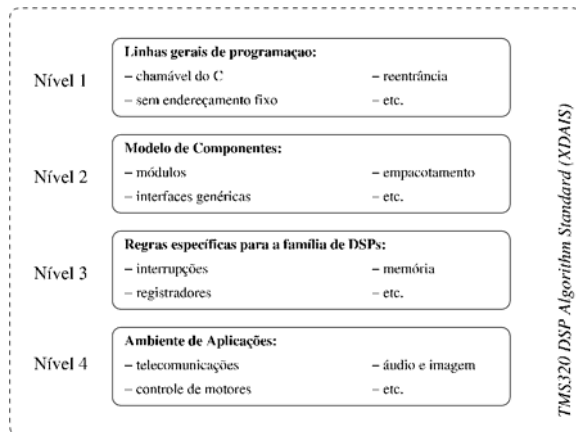 Linhas gerais de programaçao:
Nível 1
– chamável do C – reentrância
– sem endereçamento fixo – etc.
Modelo de Componentes:
Nível 2
– módulos – empacotamento
– interfaces genéricas – etc.
Regras específicas para a família de DSPs:
Nível 3
– interrupções – memória
– registradores – etc.
Ambiente de Aplicações:
Nível 4
– telecomunicações – áudio e imagem
– controle de motores – etc.
TMS320 DSP Algorithm Standard (XDAIS)